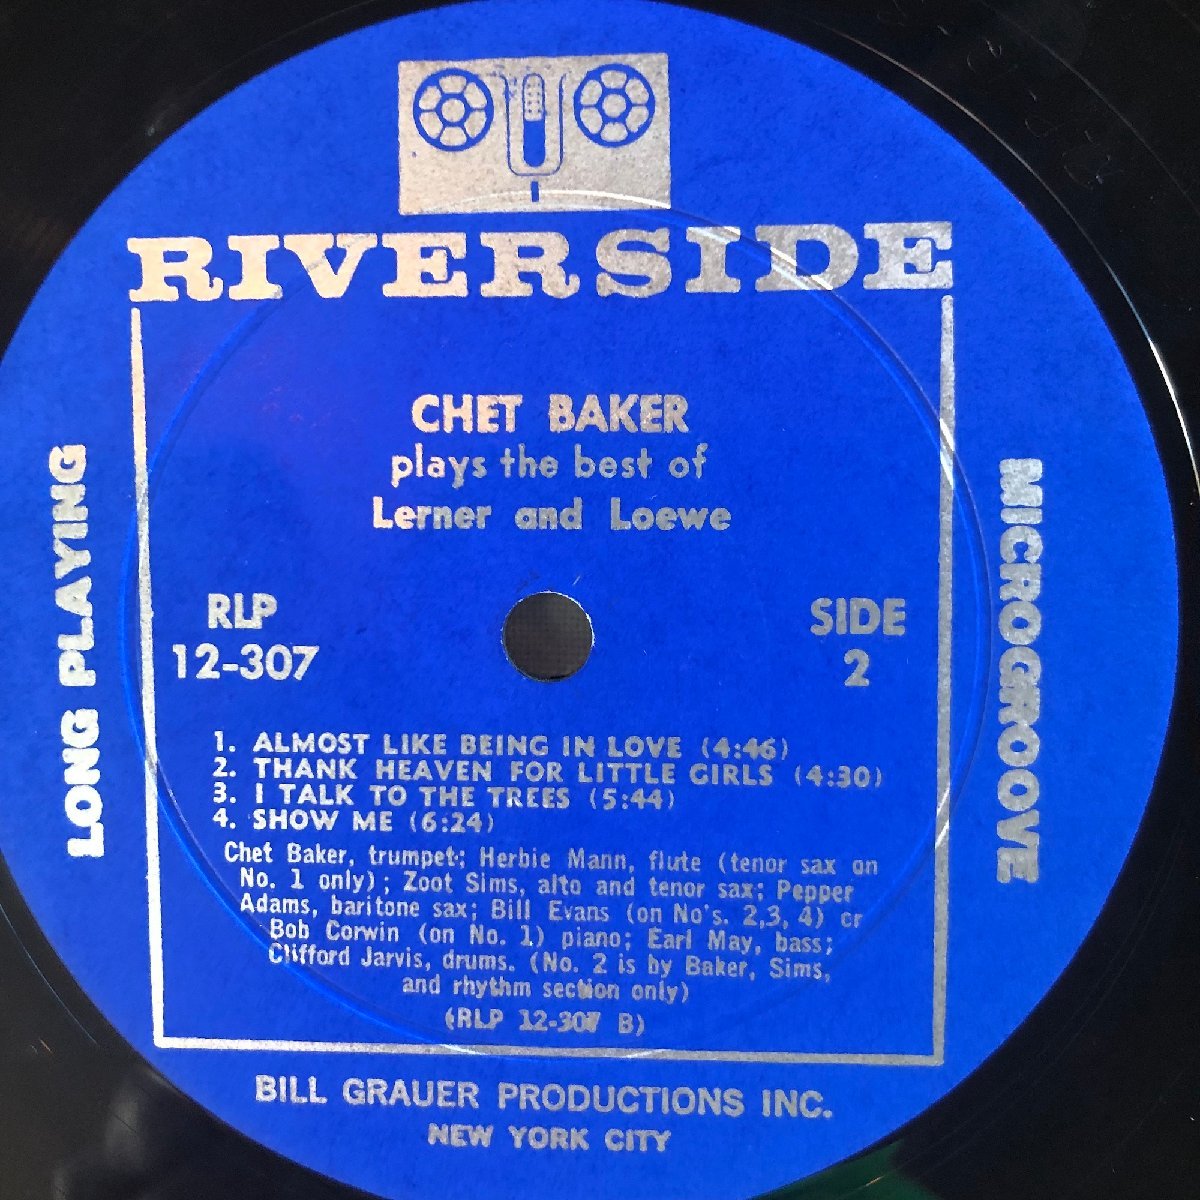 RIVERSIDE
CHET BAKER
plays the best of
Lerner and Loewe
RLP
12-307
SIDE
2
LONG PLAYING
MICROGROOVE
1. ALMOST LIKE BEING IN LOVE (4:46)
2. THANK HEAVEN FOR LITTLE GIRLS (4:30)
3. I TALK TO THE TREES (5:44)
4. SHOW ME (6:24)
Chet Baker, trumpet; Herbie Mann, flute (tenor sax on
No. 1 only); Zoot Sims, alto and tenor sax; Pepper
Adams, baritone sax; Bill Evans (on No's. 2,3, 4) or
Bob Corwin (on No. 1) piano; Earl May, bass;
Clifford Jarvis, drums. (No. 2 is by Baker, Sims,
and rhythm section only)
(RLP 12-307 B)
BILL GRAUER PRODUCTIONS INC.
NEW YORK CITY